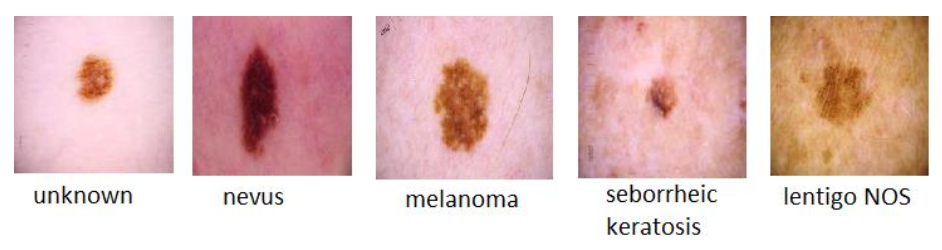 unknown
nevus
melanoma
seborrheic
keratosis
lentigo NOS